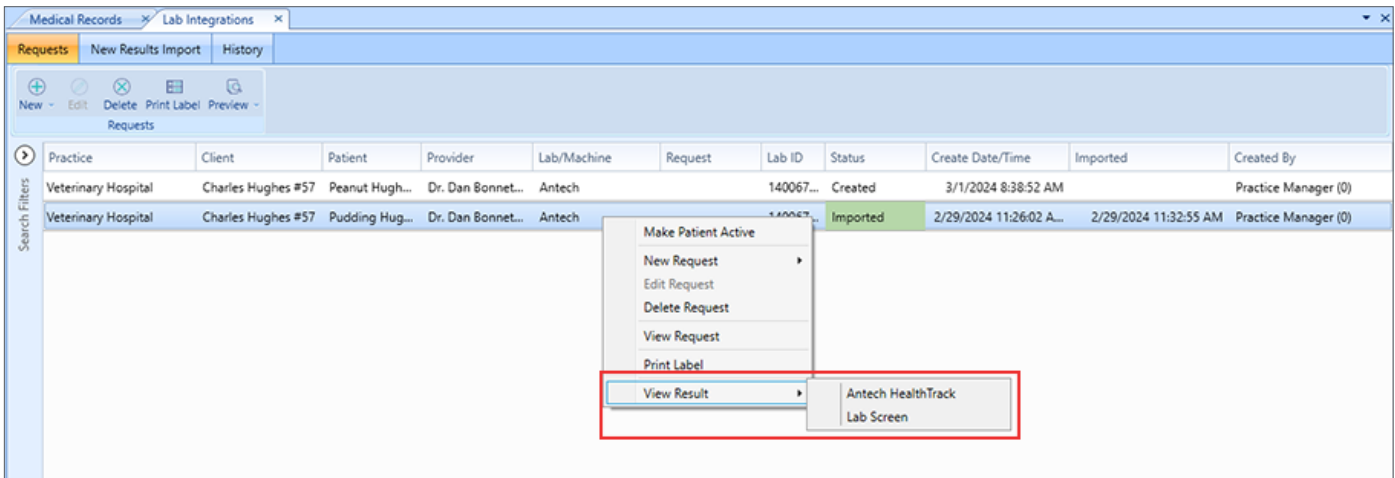 Medical Records Lab Integrations
Requests New Results Import History
New Edit Delete Print Label Preview
Requests
Search Filters
Practice Client Patient Provider Lab/Machine Request Lab ID Status Create Date/Time Imported Created By
Veterinary Hospital Charles Hughes #57 Peanut Hugh... Dr. Dan Bonnet... Antech 140067... Created 3/1/2024 8:38:52 AM Practice Manager (0)
Veterinary Hospital Charles Hughes #57 Pudding Hug... Dr. Dan Bonnet... Antech Imported 2/29/2024 11:26:02 A... 2/29/2024 11:32:55 AM Practice Manager (0)
Make Patient Active
New Request
Edit Request
Delete Request
View Request
Print Label
View Result
Antech HealthTrack
Lab Screen